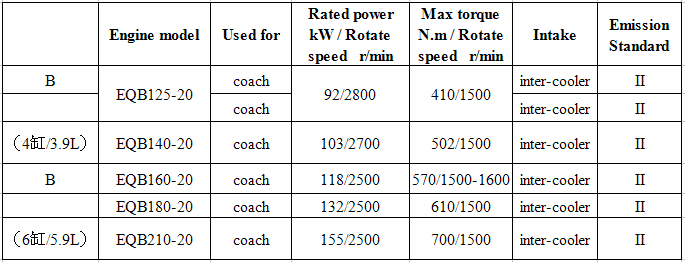 Engine model Used for Rated power kW / Rotate speed r/min Max torque N.m / Rotate speed r/min Intake Emission Standard
B EQB125-20 coach 92/2800 410/1500 inter-cooler II
coach inter-cooler II
（4缸/3.9L） EQB140-20 coach 103/2700 502/1500 inter-cooler II
B EQB160-20 coach 118/2500 570/1500-1600 inter-cooler II
EQB180-20 coach 132/2500 610/1500 inter-cooler II
（6缸/5.9L） EQB210-20 coach 155/2500 700/1500 inter-cooler II